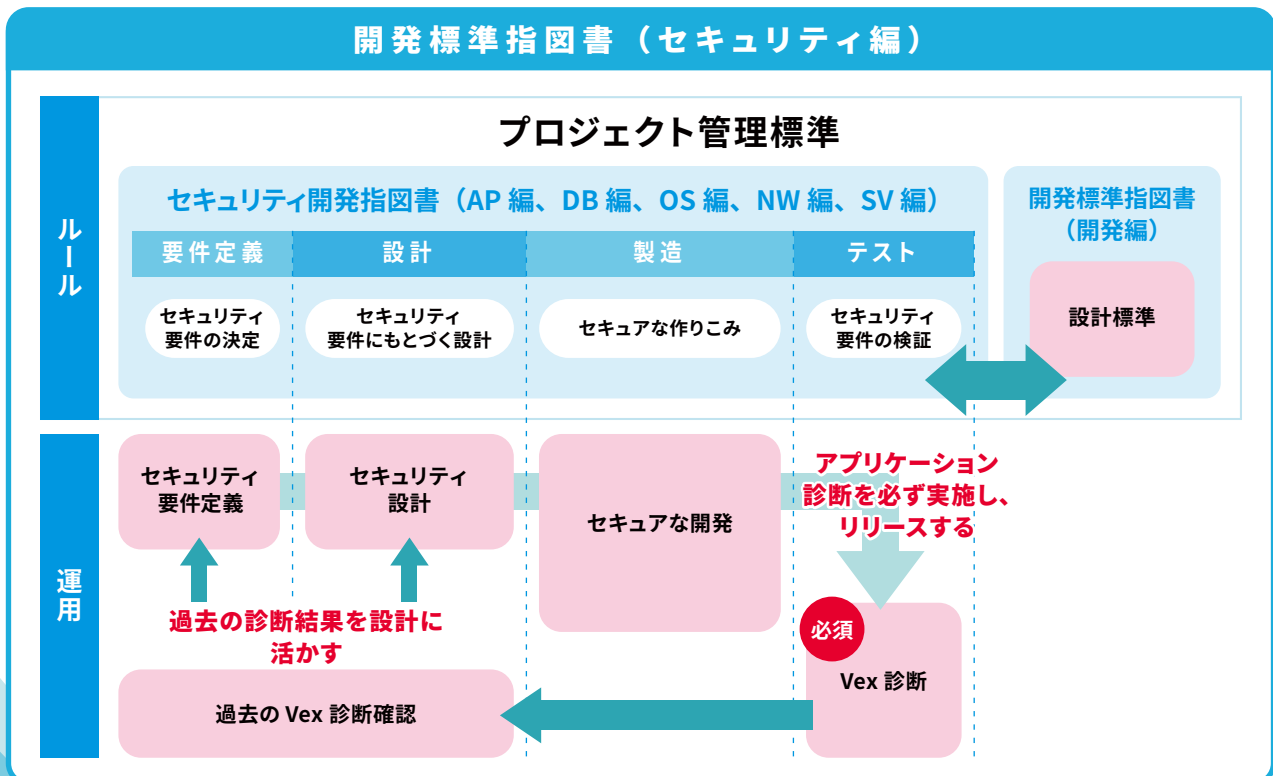 開発標準指図書（セキュリティ編）
ルール
プロジェクト管理標準
セキュリティ開発指図書（AP 編、DB 編、OS 編、NW 編、SV 編）
要件定義
設計
製造
テスト
セキュリティ
要件の決定
セキュリティ
要件にもとづく設計
セキュアな作りこみ
セキュリティ
要件の検証
開発標準指図書
（開発編）
設計標準
運用
セキュリティ
要件定義
セキュリティ
設計
セキュアな開発
アプリケーション
診断を必ず実施し、
リリースする
過去の診断結果を設計に
活かす
必須
Vex 診断
過去の Vex 診断確認